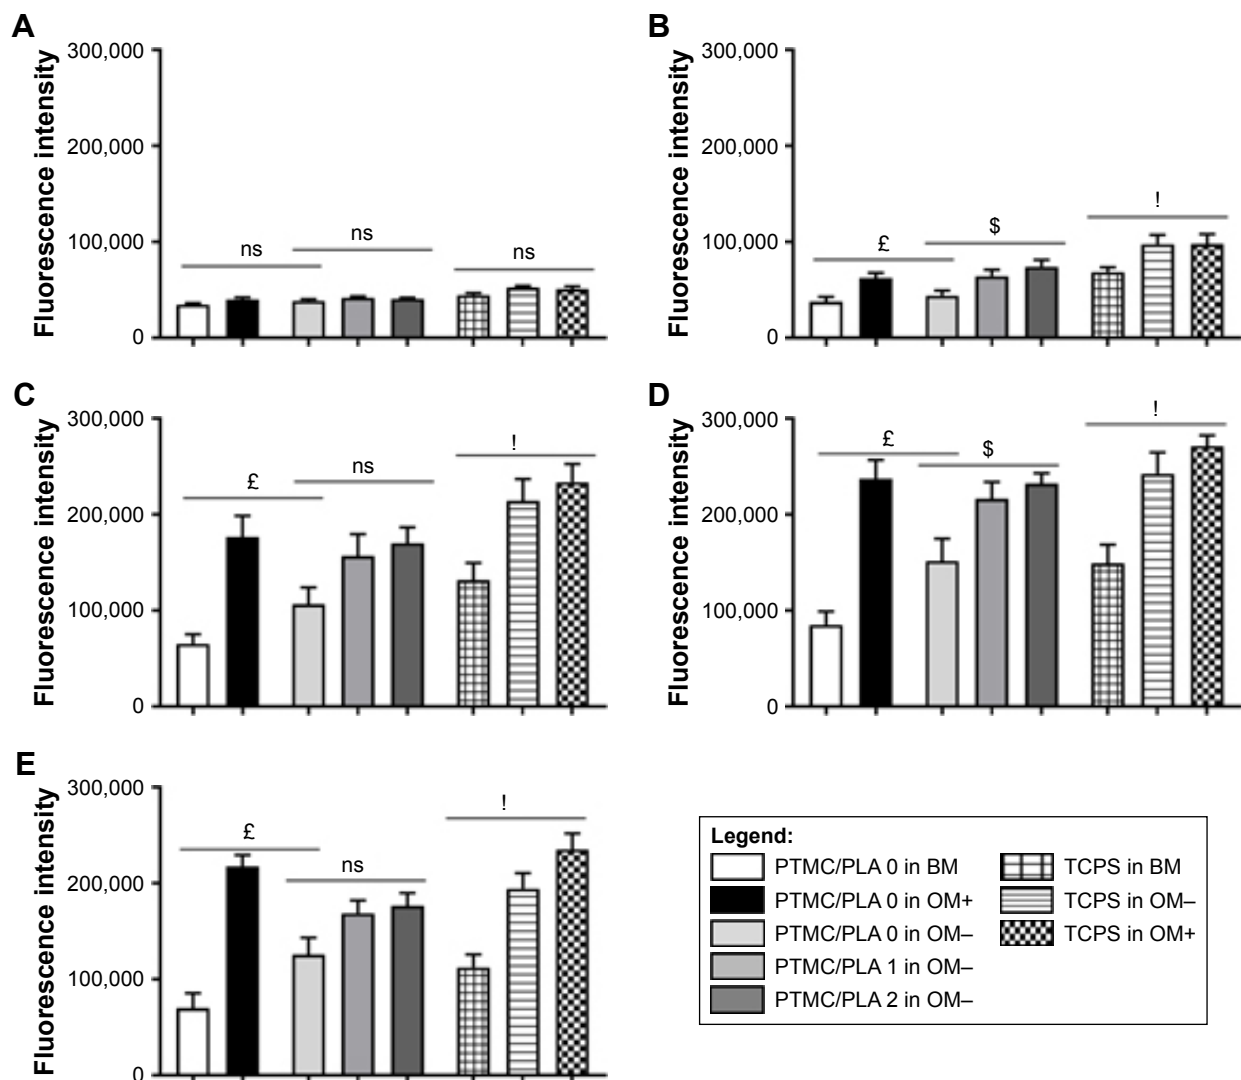 A
Fluorescence intensity
300,000
200,000
100,000
0
ns
ns
ns
B
Fluorescence intensity
300,000
200,000
100,000
0
£
$
!
C
Fluorescence intensity
300,000
200,000
100,000
0
£
ns
!
D
Fluorescence intensity
300,000
200,000
100,000
0
£
$
!
E
Fluorescence intensity
300,000
200,000
100,000
0
£
ns
!
Legend:
PTMC/PLA 0 in BM
PTMC/PLA 0 in OM+
PTMC/PLA 0 in OM–
PTMC/PLA 1 in OM–
PTMC/PLA 2 in OM–
TCPS in BM
TCPS in OM–
TCPS in OM+